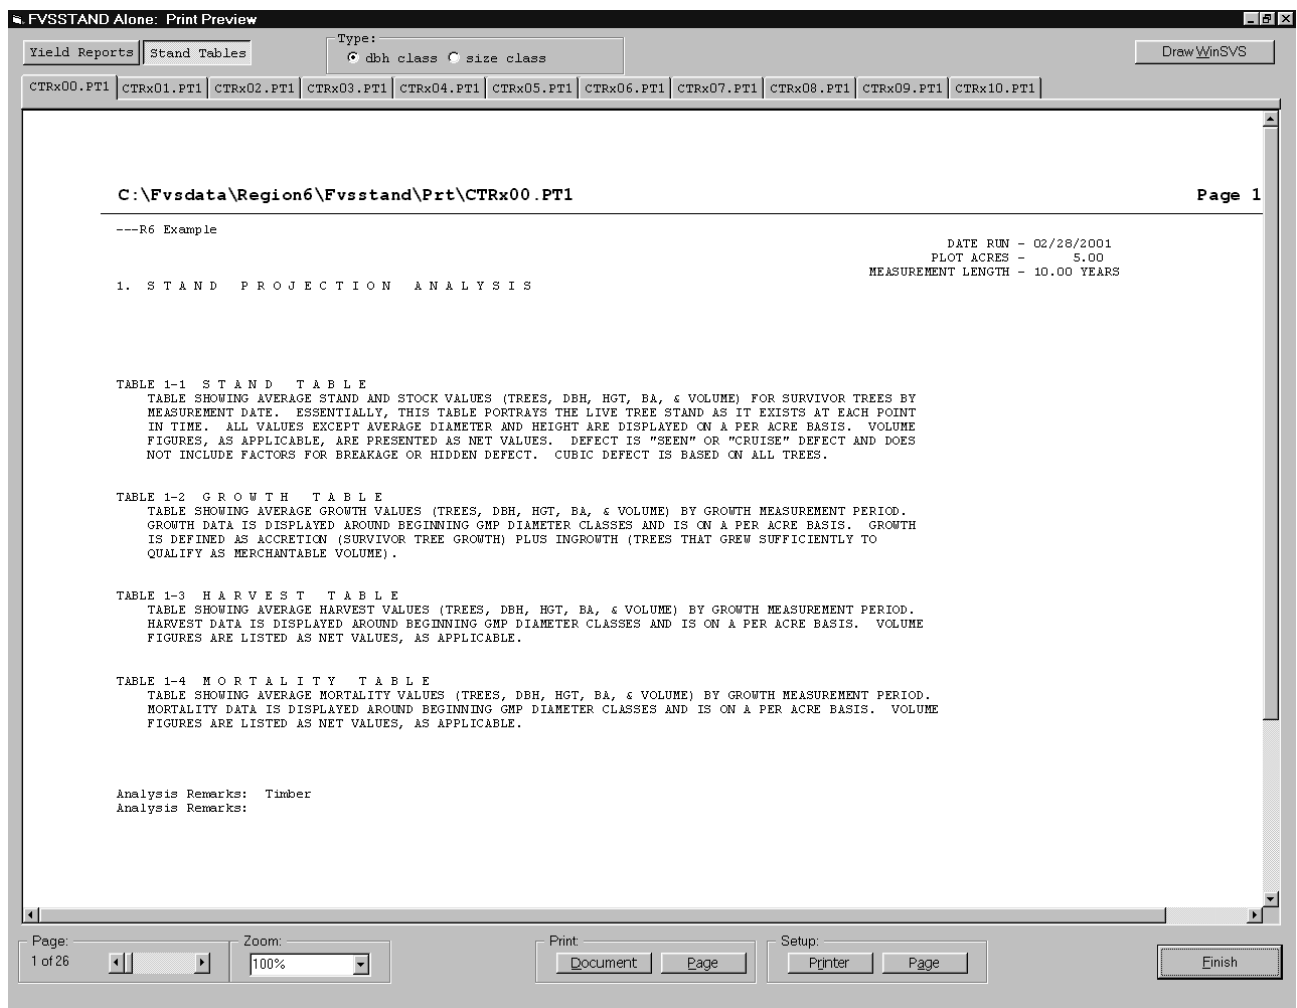 FVSSTAND Alone: Print Preview
Yield Reports Stand Tables Type: dbh class size class Draw WinSVS
CTRx00.PT1 CTRx01.PT1 CTRx02.PT1 CTRx03.PT1 CTRx04.PT1 CTRx05.PT1 CTRx06.PT1 CTRx07.PT1 CTRx08.PT1 CTRx09.PT1 CTRx10.PT1
C:\Fvsdata\Region6\Fvsstand\Prt\CTRx00.PT1 Page 1
---R6 Example
DATE RUN - 02/28/2001
PLOT ACRES - 5.00
MEASUREMENT LENGTH - 10.00 YEARS
1. S T A N D P R O J E C T I O N A N A L Y S I S
TABLE 1-1 S T A N D T A B L E
TABLE SHOWING AVERAGE STAND AND STOCK VALUES (TREES, DBH, HGT, BA, & VOLUME) FOR SURVIVOR TREES BY
MEASUREMENT DATE. ESSENTIALLY, THIS TABLE PORTRAYS THE LIVE TREE STAND AS IT EXISTS AT EACH POINT
IN TIME. ALL VALUES EXCEPT AVERAGE DIAMETER AND HEIGHT ARE DISPLAYED ON A PER ACRE BASIS. VOLUME
FIGURES, AS APPLICABLE, ARE PRESENTED AS NET VALUES. DEFECT IS "SEEN" OR "CRUISE" DEFECT AND DOES
NOT INCLUDE FACTORS FOR BREAKAGE OR HIDDEN DEFECT. CUBIC DEFECT IS BASED ON ALL TREES.
TABLE 1-2 G R O W T H T A B L E
TABLE SHOWING AVERAGE GROWTH VALUES (TREES, DBH, HGT, BA, & VOLUME) BY GROWTH MEASUREMENT PERIOD.
GROWTH DATA IS DISPLAYED AROUND BEGINNING GMP DIAMETER CLASSES AND IS ON A PER ACRE BASIS. GROWTH
IS DEFINED AS ACCRETION (SURVIVOR TREE GROWTH) PLUS INGROWTH (TREES THAT GREW SUFFICIENTLY TO
QUALIFY AS MERCHANTABLE VOLUME).
TABLE 1-3 H A R V E S T T A B L E
TABLE SHOWING AVERAGE HARVEST VALUES (TREES, DBH, HGT, BA, & VOLUME) BY GROWTH MEASUREMENT PERIOD.
HARVEST DATA IS DISPLAYED AROUND BEGINNING GMP DIAMETER CLASSES AND IS ON A PER ACRE BASIS. VOLUME
FIGURES ARE LISTED AS NET VALUES, AS APPLICABLE.
TABLE 1-4 M O R T A L I T Y T A B L E
TABLE SHOWING AVERAGE MORTALITY VALUES (TREES, DBH, HGT, BA, & VOLUME) BY GROWTH MEASUREMENT PERIOD.
MORTALITY DATA IS DISPLAYED AROUND BEGINNING GMP DIAMETER CLASSES AND IS ON A PER ACRE BASIS. VOLUME
FIGURES ARE LISTED AS NET VALUES, AS APPLICABLE.
Analysis Remarks: Timber
Analysis Remarks:
Page: Zoom: Print: Setup:
1 of 26 100% Document Page Printer Page Finish